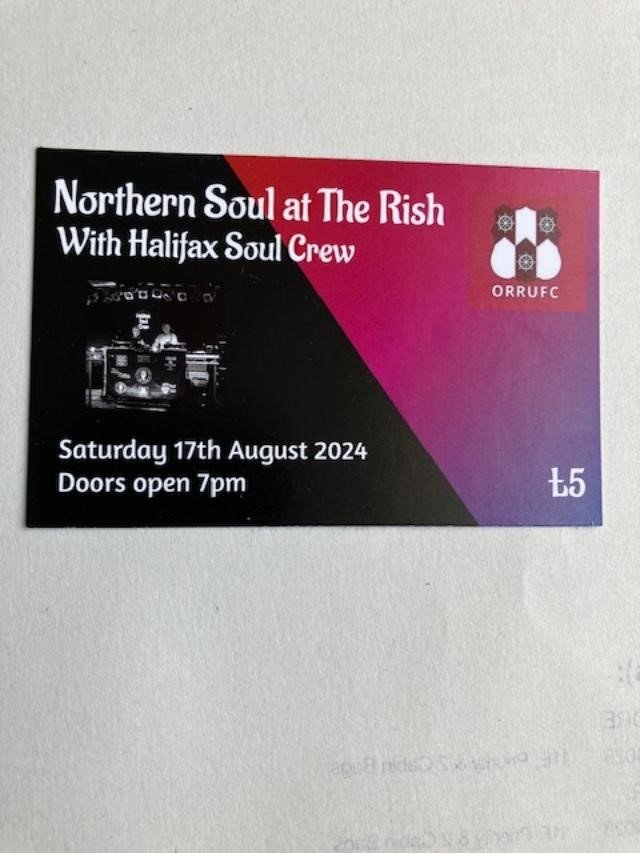 Northern Soul at The Rish
With Halifax Soul Crew
ORRUFC
Saturday 17th August 2024
Doors open 7pm
£5